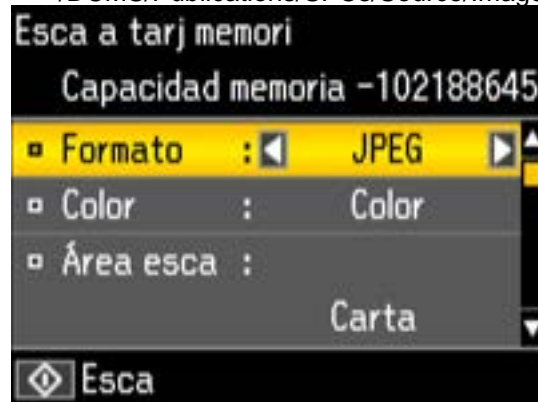 Esca a tarj memori
Capacidad memoria -102188645
Formato : JPEG
Color : Color
Área esca :
Carta
Esca